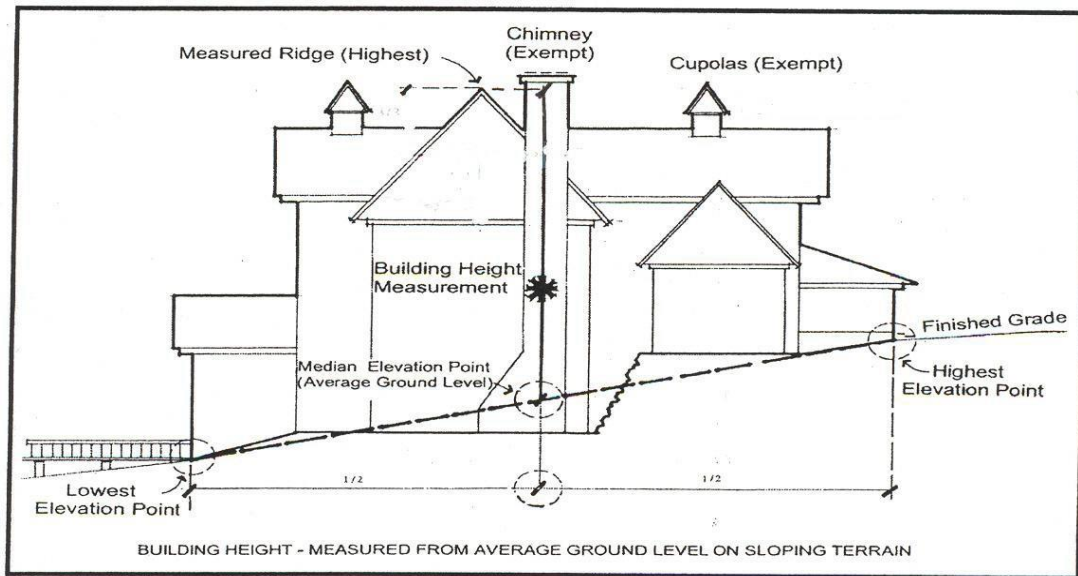 Chimney
(Exempt)
Measured Ridge (Highest)
Cupolas (Exempt)
Building Height
Measurement
Finished Grade
Median Elevation Point
(Average Ground Level)
Highest
Elevation Point
Lowest
Elevation Point
1/2
1/2
BUILDING HEIGHT - MEASURED FROM AVERAGE GROUND LEVEL ON SLOPING TERRAIN